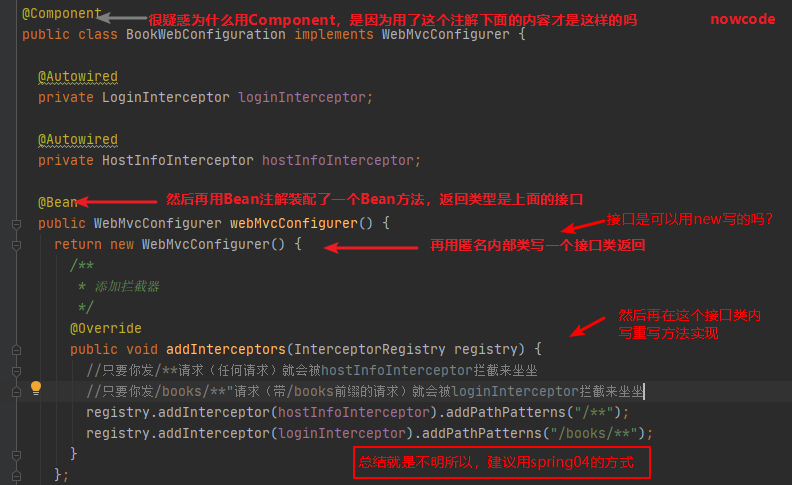 @Component 很疑惑为什么用Component，是因为用了这个注解下面的内容才是这样的吗 nowcode
public class BookWebConfiguration implements WebMvcConfigurer {
@Autowired
private LoginInterceptor loginInterceptor;
@Autowired
private HostInfoInterceptor hostInfoInterceptor;
@Bean 然后再用Bean注解装配了一个Bean方法，返回类型是上面的接口
public WebMvcConfigurer webMvcConfigurer() { 接口是可以用new写的吗?
return new WebMvcConfigurer() { 再用匿名内部类写一个接口类返回
/**
* 添加拦截器
*/
然后再在这个接口类内
写重写方法实现
@Override
public void addInterceptors(InterceptorRegistry registry) {
//只要你发/**请求（任何请求）就会被hostInfoInterceptor拦截来坐坐
//只要你发/books/**"请求（带/books前缀的请求）就会被loginInterceptor拦截来坐坐
registry.addInterceptor(hostInfoInterceptor).addPathPatterns("/**");
registry.addInterceptor(loginInterceptor).addPathPatterns("/books/**");
}
总结就是不明所以，建议用spring04的方式
};